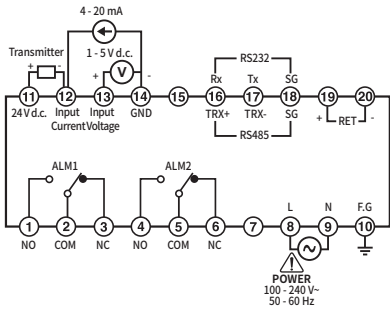 4 - 20 mA
Transmitter
1 - 5 V d.c.
+ -
+ V -
RS232
Rx Tx SG
11 12 13 14 15 16 17 18 19 20
24 V d.c. Input Current Input Voltage GND
TRX+ TRX- SG
+ RET -
RS485
ALM1 ALM2
L N F.G
1 2 3 4 5 6 7 8 9 10
NO COM NC NO COM NC
!
POWER
100 - 240 V~
50 - 60 Hz